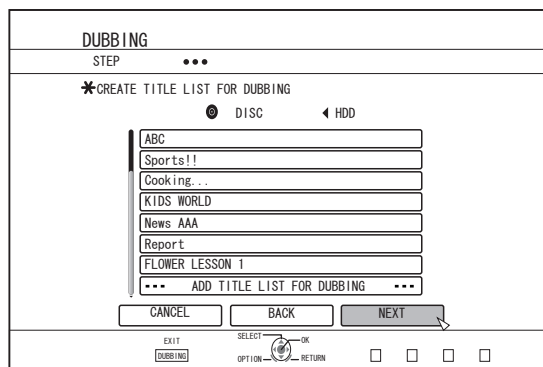 DUBBING
STEP
*CREATE TITLE LIST FOR DUBBING
DISC HDD
ABC
Sports!!
Cooking...
KIDS WORLD
News AAA
Report
FLOWER LESSON 1
--- ADD TITLE LIST FOR DUBBING ---
CANCEL BACK NEXT
EXIT SELECT OK
DUBBING OPTION RETURN